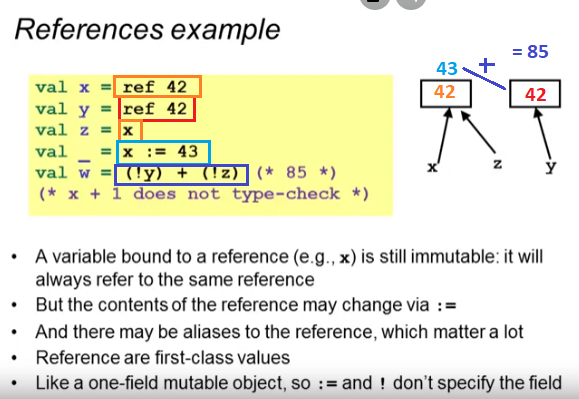 References example
val x = ref 42
val y = ref 42
val z = x
val _ = x := 43
val w = (!y) + (!z) (* 85 *)
(* x + 1 does not type-check *)
= 85
43 +
42 42
x z y
• A variable bound to a reference (e.g., x) is still immutable: it will
always refer to the same reference
• But the contents of the reference may change via :=
• And there may be aliases to the reference, which matter a lot
• Reference are first-class values
• Like a one-field mutable object, so := and ! don't specify the field